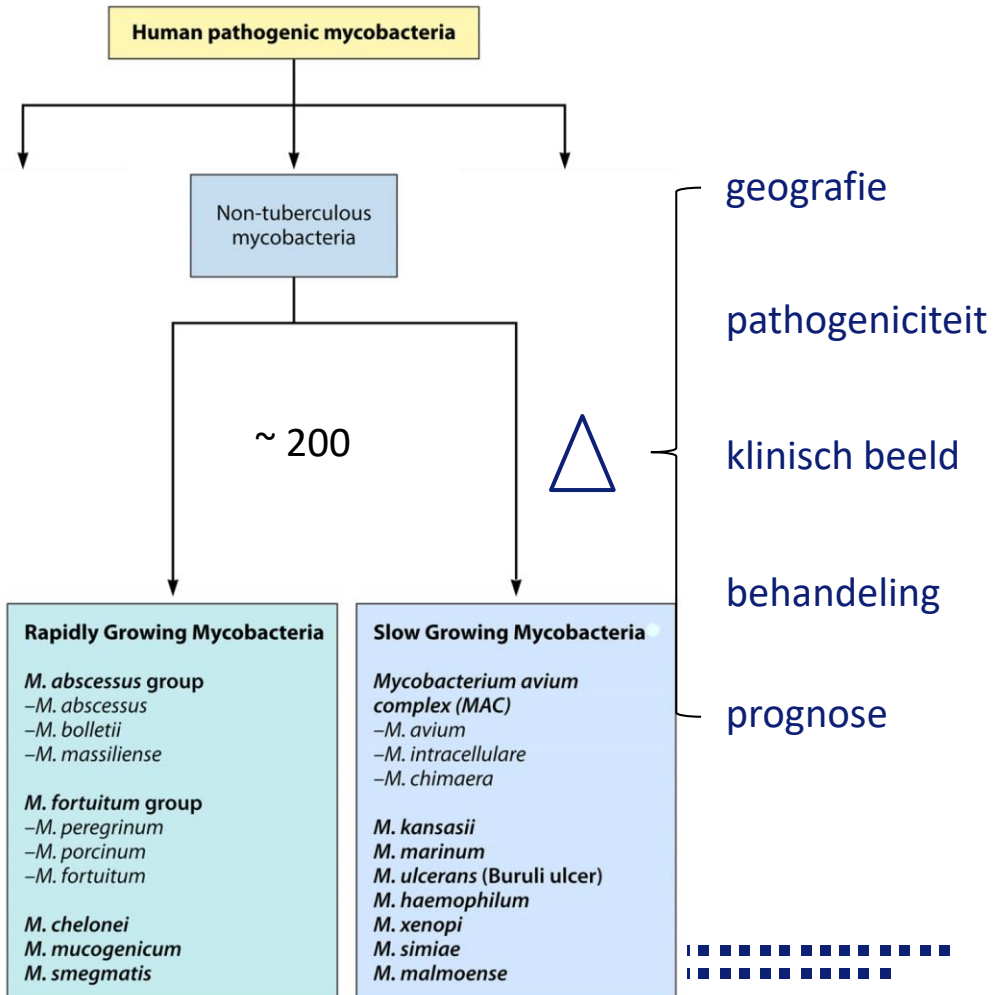 Human pathogenic mycobacteria
Non-tuberculous
mycobacteria
~ 200
geografie
pathogeniciteit
klinisch beeld
behandeling
prognose
Rapidly Growing Mycobacteria
M. abscessus group
–M. abscessus
–M. bolletii
–M. massiliense
M. fortuitum group
–M. peregrinum
–M. porcinum
–M. fortuitum
M. chelonei
M. mucogenicum
M. smegmatis
Slow Growing Mycobacteria
Mycobacterium avium
complex (MAC)
–M. avium
–M. intracellulare
–M. chimaera
M. kansasii
M. marinum
M. ulcerans (Buruli ulcer)
M. haemophilum
M. xenopi
M. simiae
M. malmoense